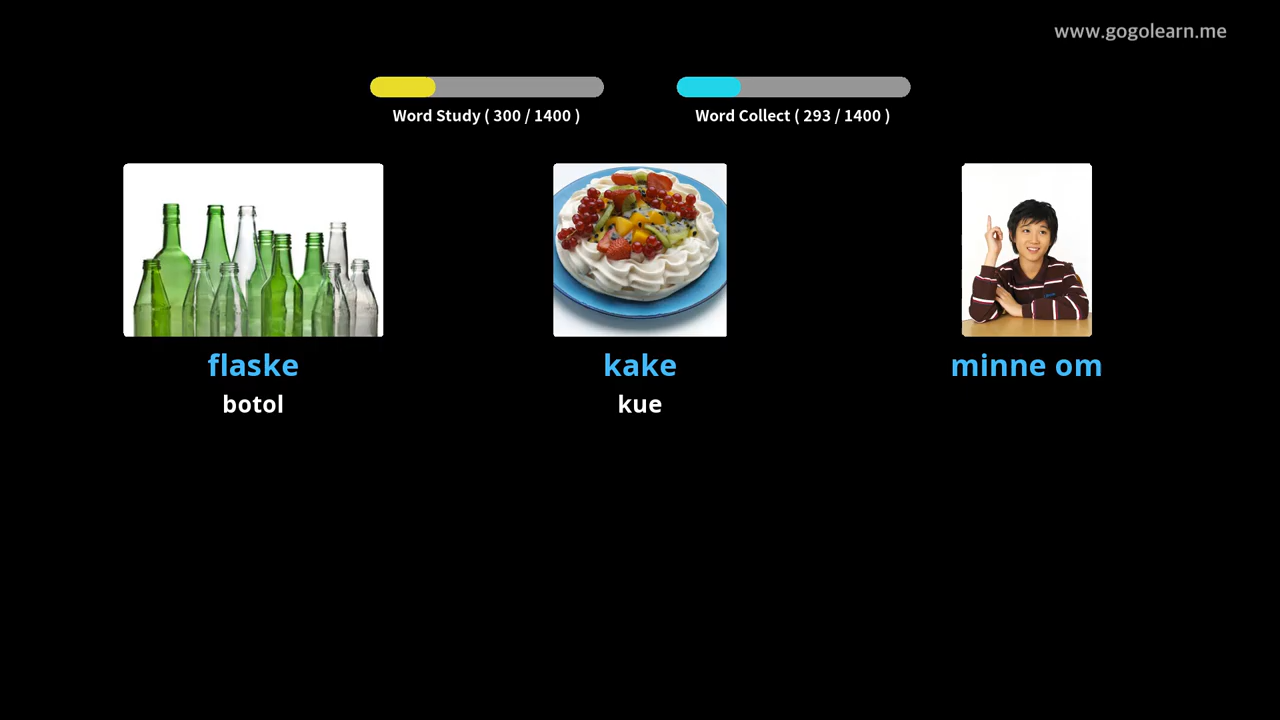 www.gogolearn.me
Word Study ( 300 / 1400 )
Word Collect ( 293 / 1400 )
flaske
botol
kake
kue
minne om